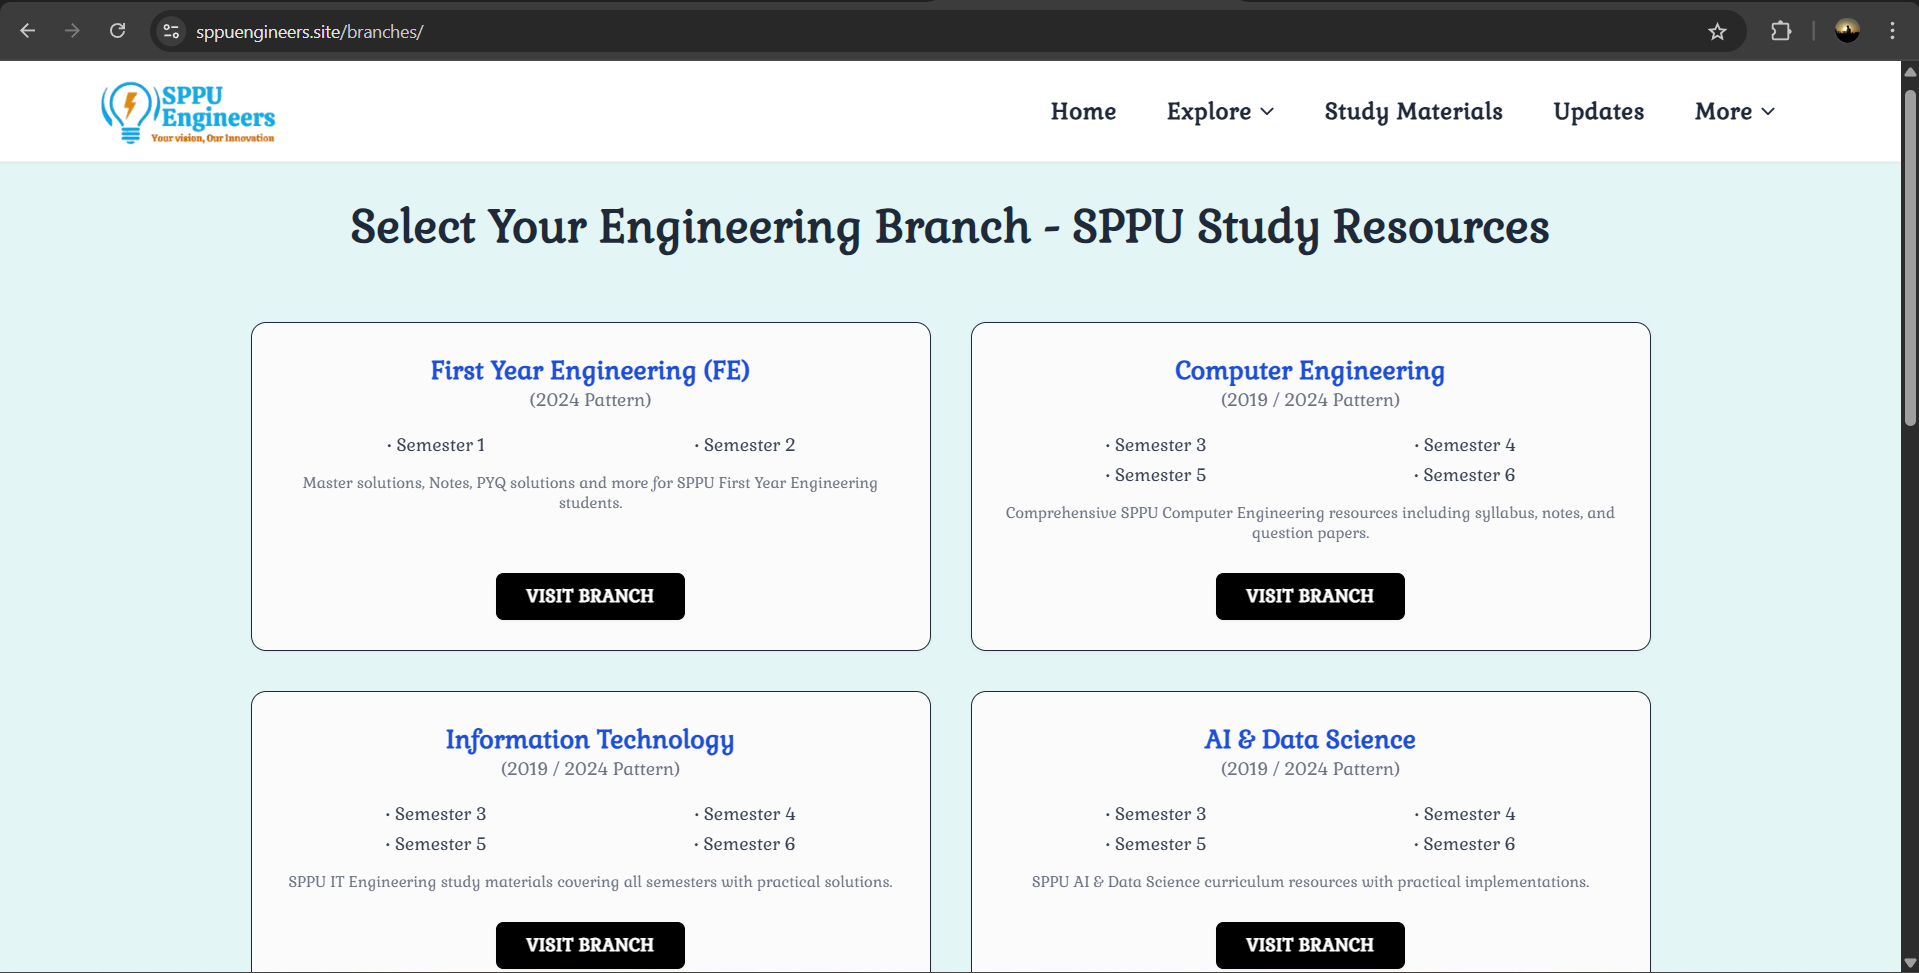 sppuengineers.site/branches/
SPPU
Engineers
Your vision, Our Innovation
Home
Explore
Study Materials
Updates
More
Select Your Engineering Branch - SPPU Study Resources
First Year Engineering (FE)
(2024 Pattern)
• Semester 1
• Semester 2
Master solutions, Notes, PYQ solutions and more for SPPU First Year Engineering
students.
VISIT BRANCH
Computer Engineering
(2019 / 2024 Pattern)
• Semester 3
• Semester 4
• Semester 5
• Semester 6
Comprehensive SPPU Computer Engineering resources including syllabus, notes, and
question papers.
VISIT BRANCH
Information Technology
(2019 / 2024 Pattern)
• Semester 3
• Semester 4
• Semester 5
• Semester 6
SPPU IT Engineering study materials covering all semesters with practical solutions.
VISIT BRANCH
AI & Data Science
(2019 / 2024 Pattern)
• Semester 3
• Semester 4
• Semester 5
• Semester 6
SPPU AI & Data Science curriculum resources with practical implementations.
VISIT BRANCH